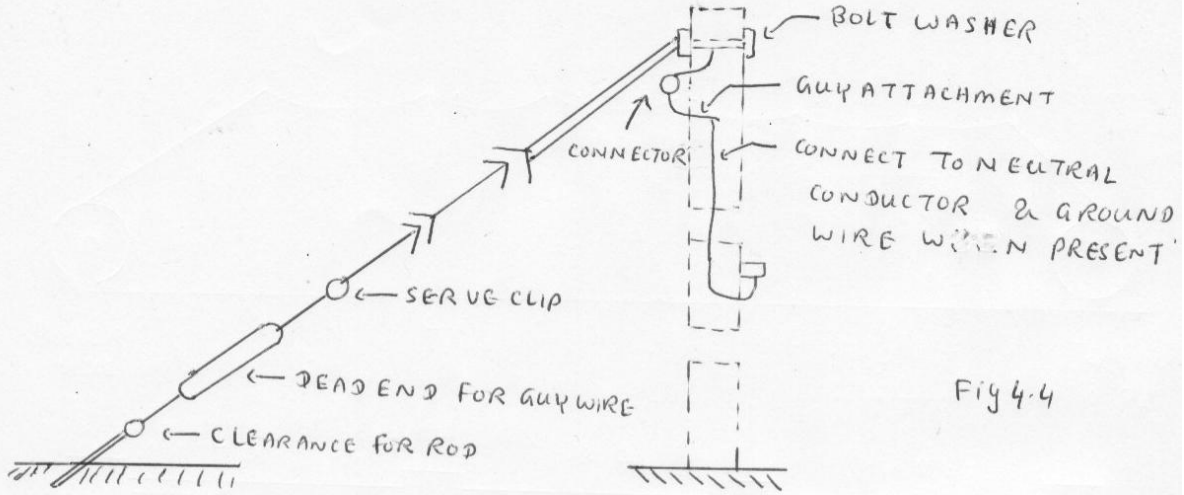 BOLT WASHER
GUY ATTACHMENT
CONNECTOR
CONNECT TO NEUTRAL
CONDUCTOR & GROUND
WIRE PRESENT
SERVE CLIP
DEAD END FOR GUY WIRE
Fig 4.4
CLEARANCE FOR ROD